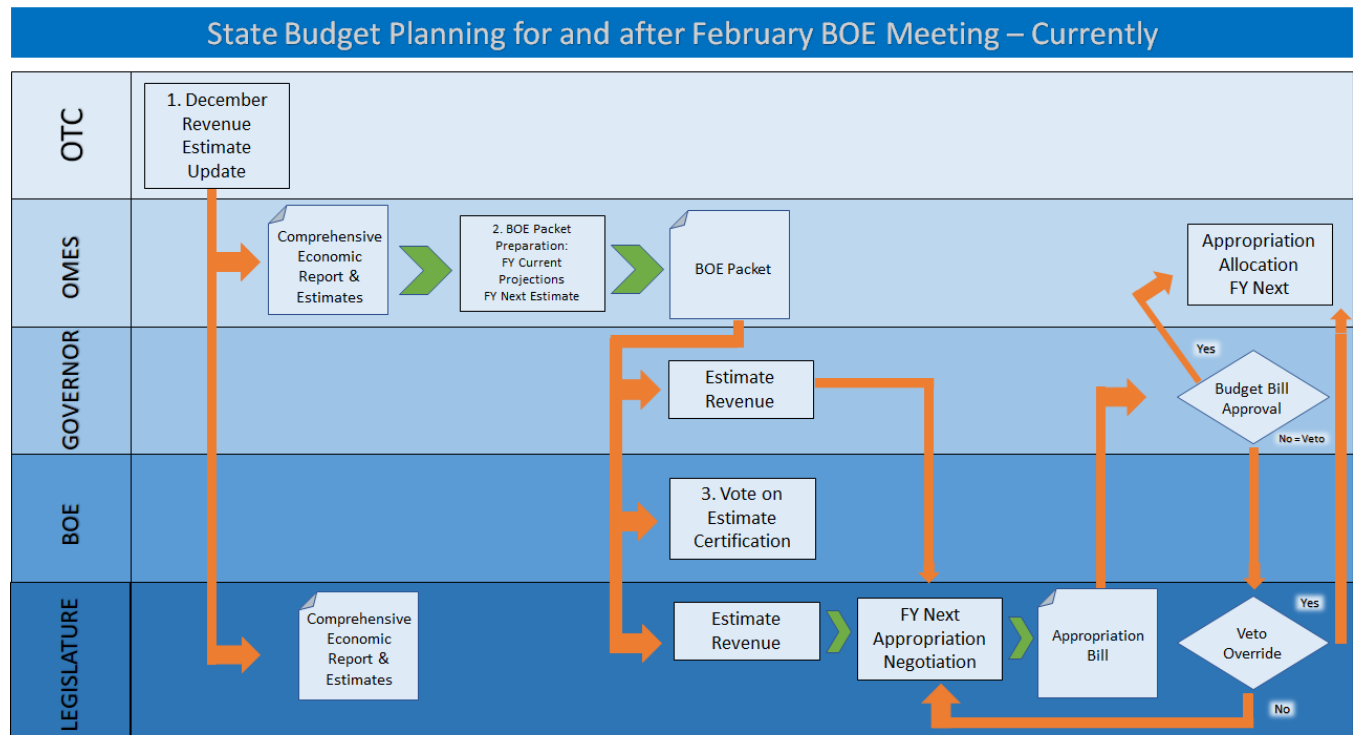 State Budget Planning for and after February BOE Meeting – Currently
OTC
1. December
Revenue
Estimate
Update
OMES
Comprehensive
Economic
Report &
Estimates
2. BOE Packet
Preparation:
FY Current
Projections
FY Next Estimate
BOE Packet
Appropriation
Allocation
FY Next
GOVERNOR
Estimate
Revenue
Yes
Budget Bill
Approval
No = Veto
BOE
3. Vote on
Estimate
Certification
LEGISLATURE
Comprehensive
Economic
Report &
Estimates
Estimate
Revenue
FY Next
Appropriation
Negotiation
Appropriation
Bill
Yes
Veto
Override
No